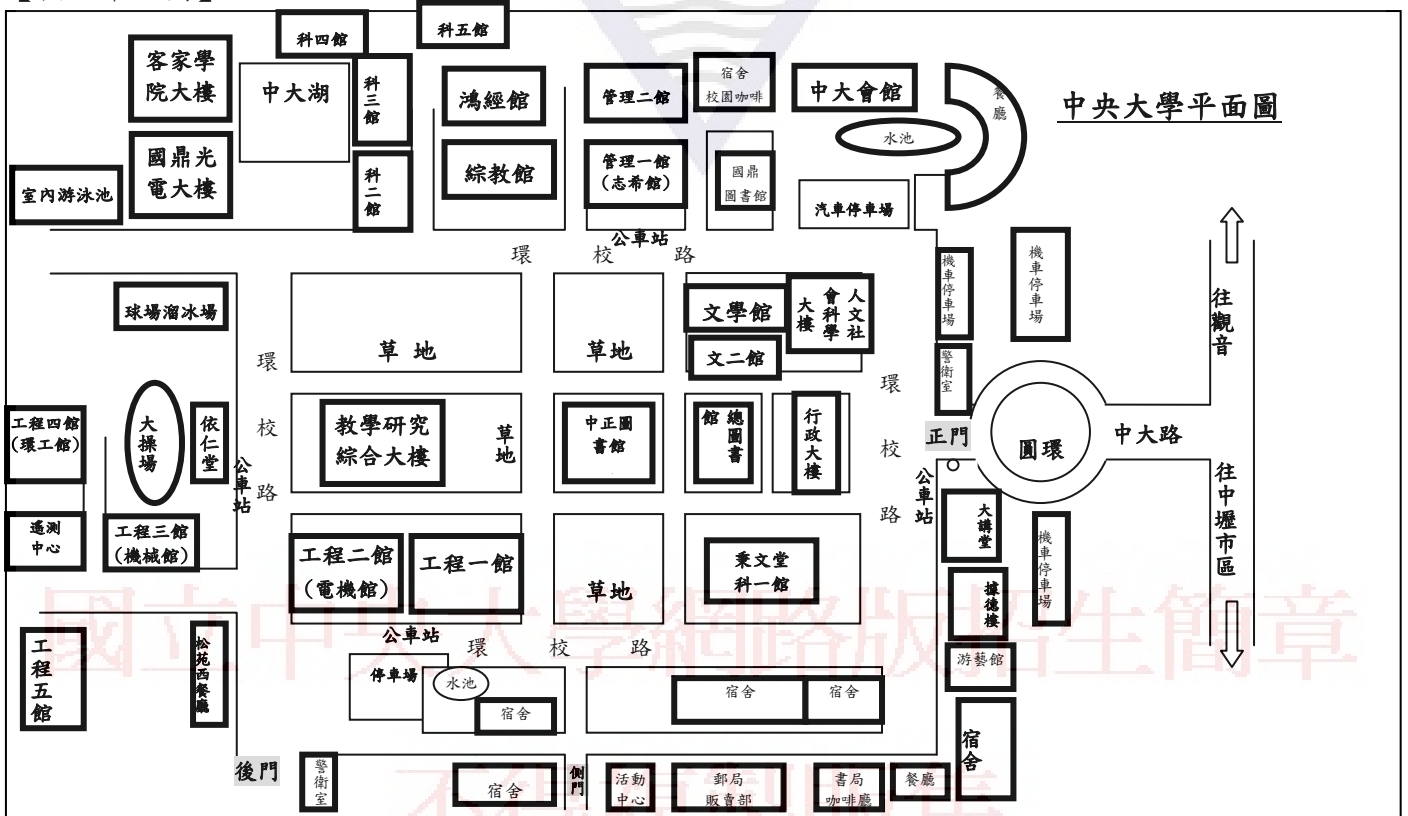 中央大學平面圖
科四館
科五館
客家學
院大樓
中大湖
科三館
鴻經館
管理二館
宿舍
校園咖啡
中大會館
餐廳
水池
國鼎光
電大樓
室內游泳池
科二館
綜教館
管理一館
(志希館)
國鼎
圖書館
汽車停車場
公車站
環校路
機車停車場
機車停車場
往觀音
球場溜冰場
草地
草地
文學館
人文社
會科學
大樓
文二館
警衛室
環校路
環校路
工程四館
(環工館)
大操場
依仁堂
公車站
教學研究
綜合大樓
草地
中正圖
書館
總圖書
館
行政大樓
正門
圓環
中大路
公車站
往中壢市區
遙測
中心
工程三館
(機械館)
工程二館
(電機館)
工程一館
草地
秉文堂
科一館
大講堂
機車停車場
據德樓
公車站
環校路
工程五館
松苑西餐廳
停車場
水池
宿舍
宿舍
宿舍
游藝館
宿舍
後門
警衛室
宿舍
側門
活動
中心
郵局
販賣部
書局
咖啡廳
餐廳
國立中央大學網路版招生簡章